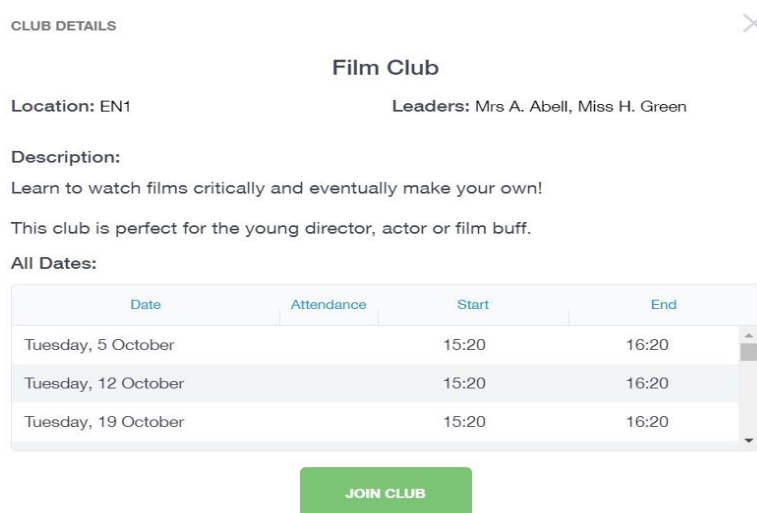 CLUB DETAILS
Film Club
Location: EN1 Leaders: Mrs A. Abell, Miss H. Green
Description:
Learn to watch films critically and eventually make your own!
This club is perfect for the young director, actor or film buff.
All Dates:
Date Attendance Start End
Tuesday, 5 October 15:20 16:20
Tuesday, 12 October 15:20 16:20
Tuesday, 19 October 15:20 16:20
JOIN CLUB